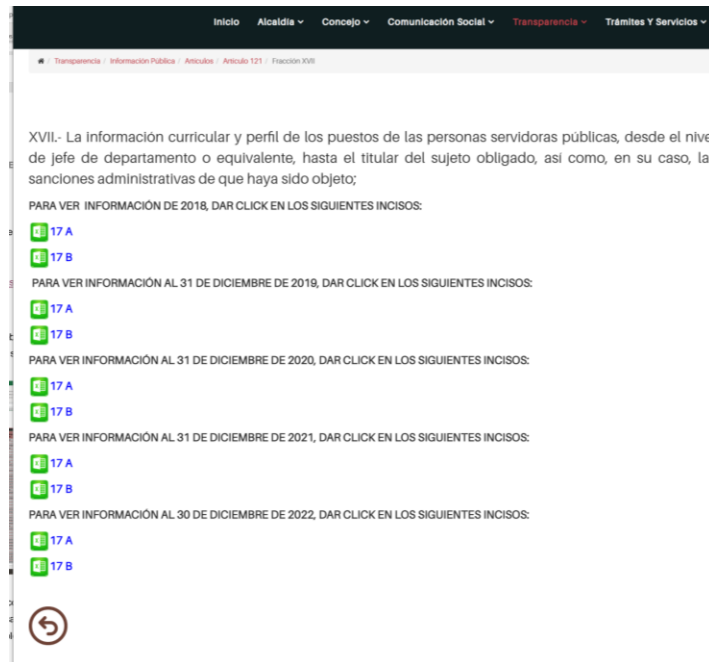 Inicio Alcaldía Concejo Comunicación Social Transparencia Trámites Y Servicios
/ Transparencia / Información Pública / Artículos / Artículo 121 / Fracción XVII
XVII.- La información curricular y perfil de los puestos de las personas servidoras públicas, desde el nive
de jefe de departamento o equivalente, hasta el titular del sujeto obligado, así como, en su caso, la
sanciones administrativas de que haya sido objeto;
PARA VER INFORMACIÓN DE 2018, DAR CLICK EN LOS SIGUIENTES INCISOS:
17 A
17 B
PARA VER INFORMACIÓN AL 31 DE DICIEMBRE DE 2019, DAR CLICK EN LOS SIGUIENTES INCISOS:
17 A
17 B
PARA VER INFORMACIÓN AL 31 DE DICIEMBRE DE 2020, DAR CLICK EN LOS SIGUIENTES INCISOS:
17 A
17 B
PARA VER INFORMACIÓN AL 31 DE DICIEMBRE DE 2021, DAR CLICK EN LOS SIGUIENTES INCISOS:
17 A
17 B
PARA VER INFORMACIÓN AL 30 DE DICIEMBRE DE 2022, DAR CLICK EN LOS SIGUIENTES INCISOS:
17 A
17 B